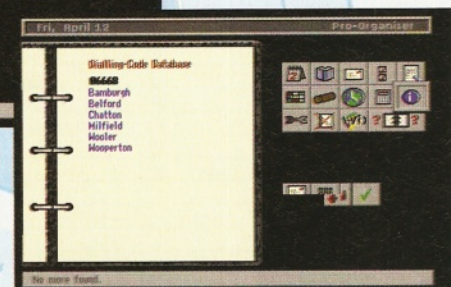 Fri, April 12 Pro-Organiser
Dialling-Code Database
Bamburgh
Belford
Chatton
Milfield
Wooler
Wooperton
No more found.